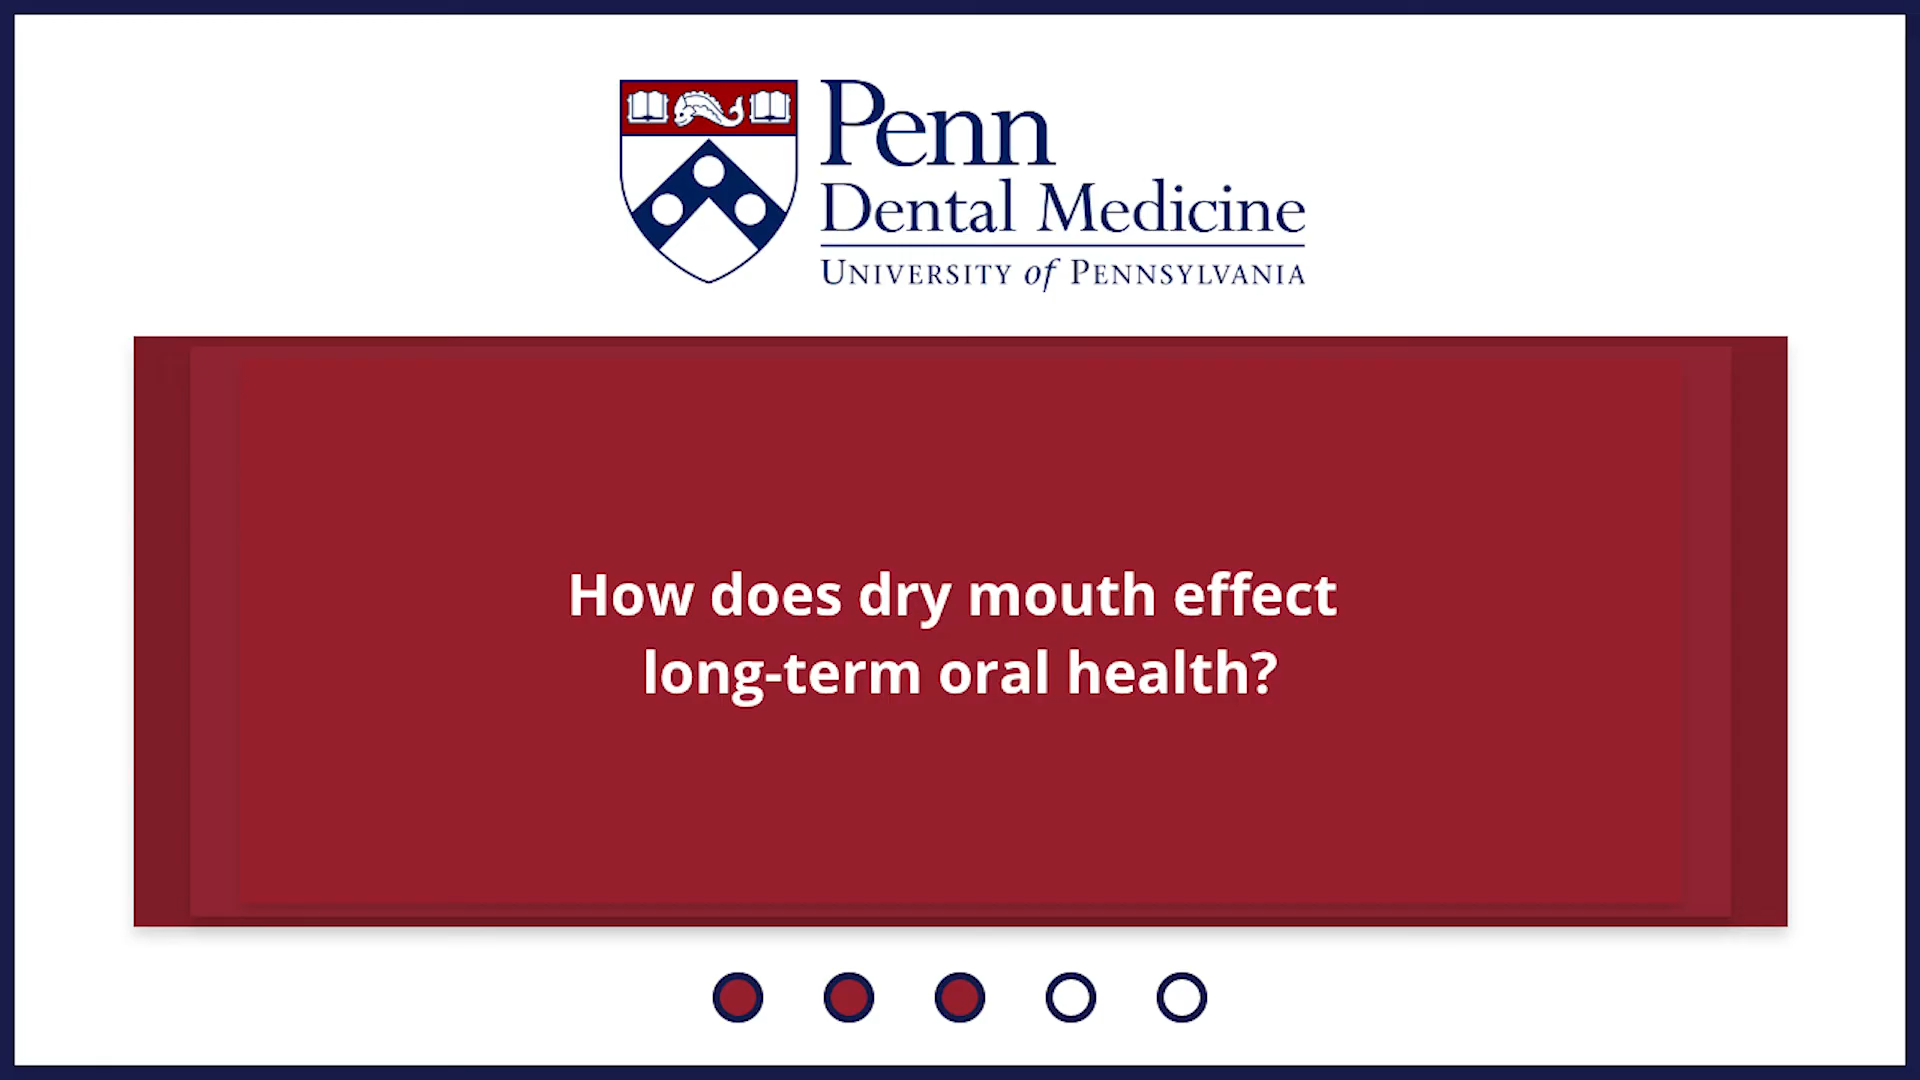 Penn
Dental Medicine
UNIVERSITY of PENNSYLVANIA
How does dry mouth effect
long-term oral health?